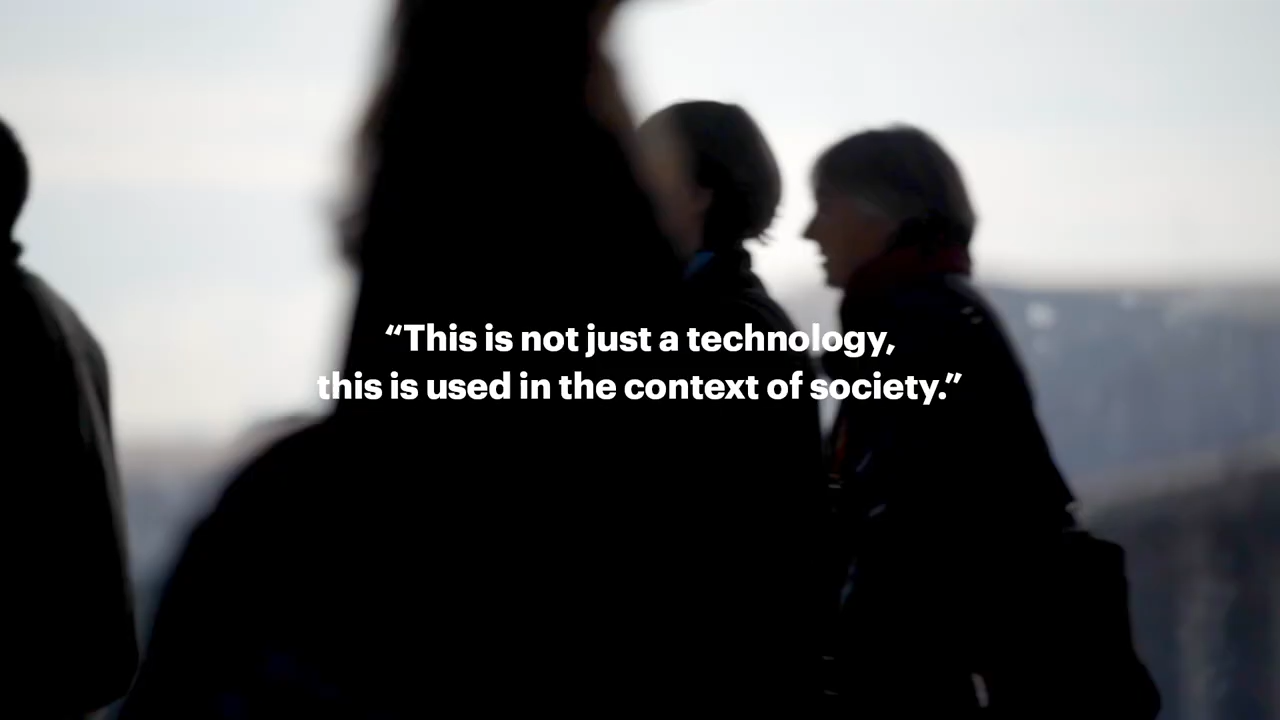 “This is not just a technology,
this is used in the context of society.”